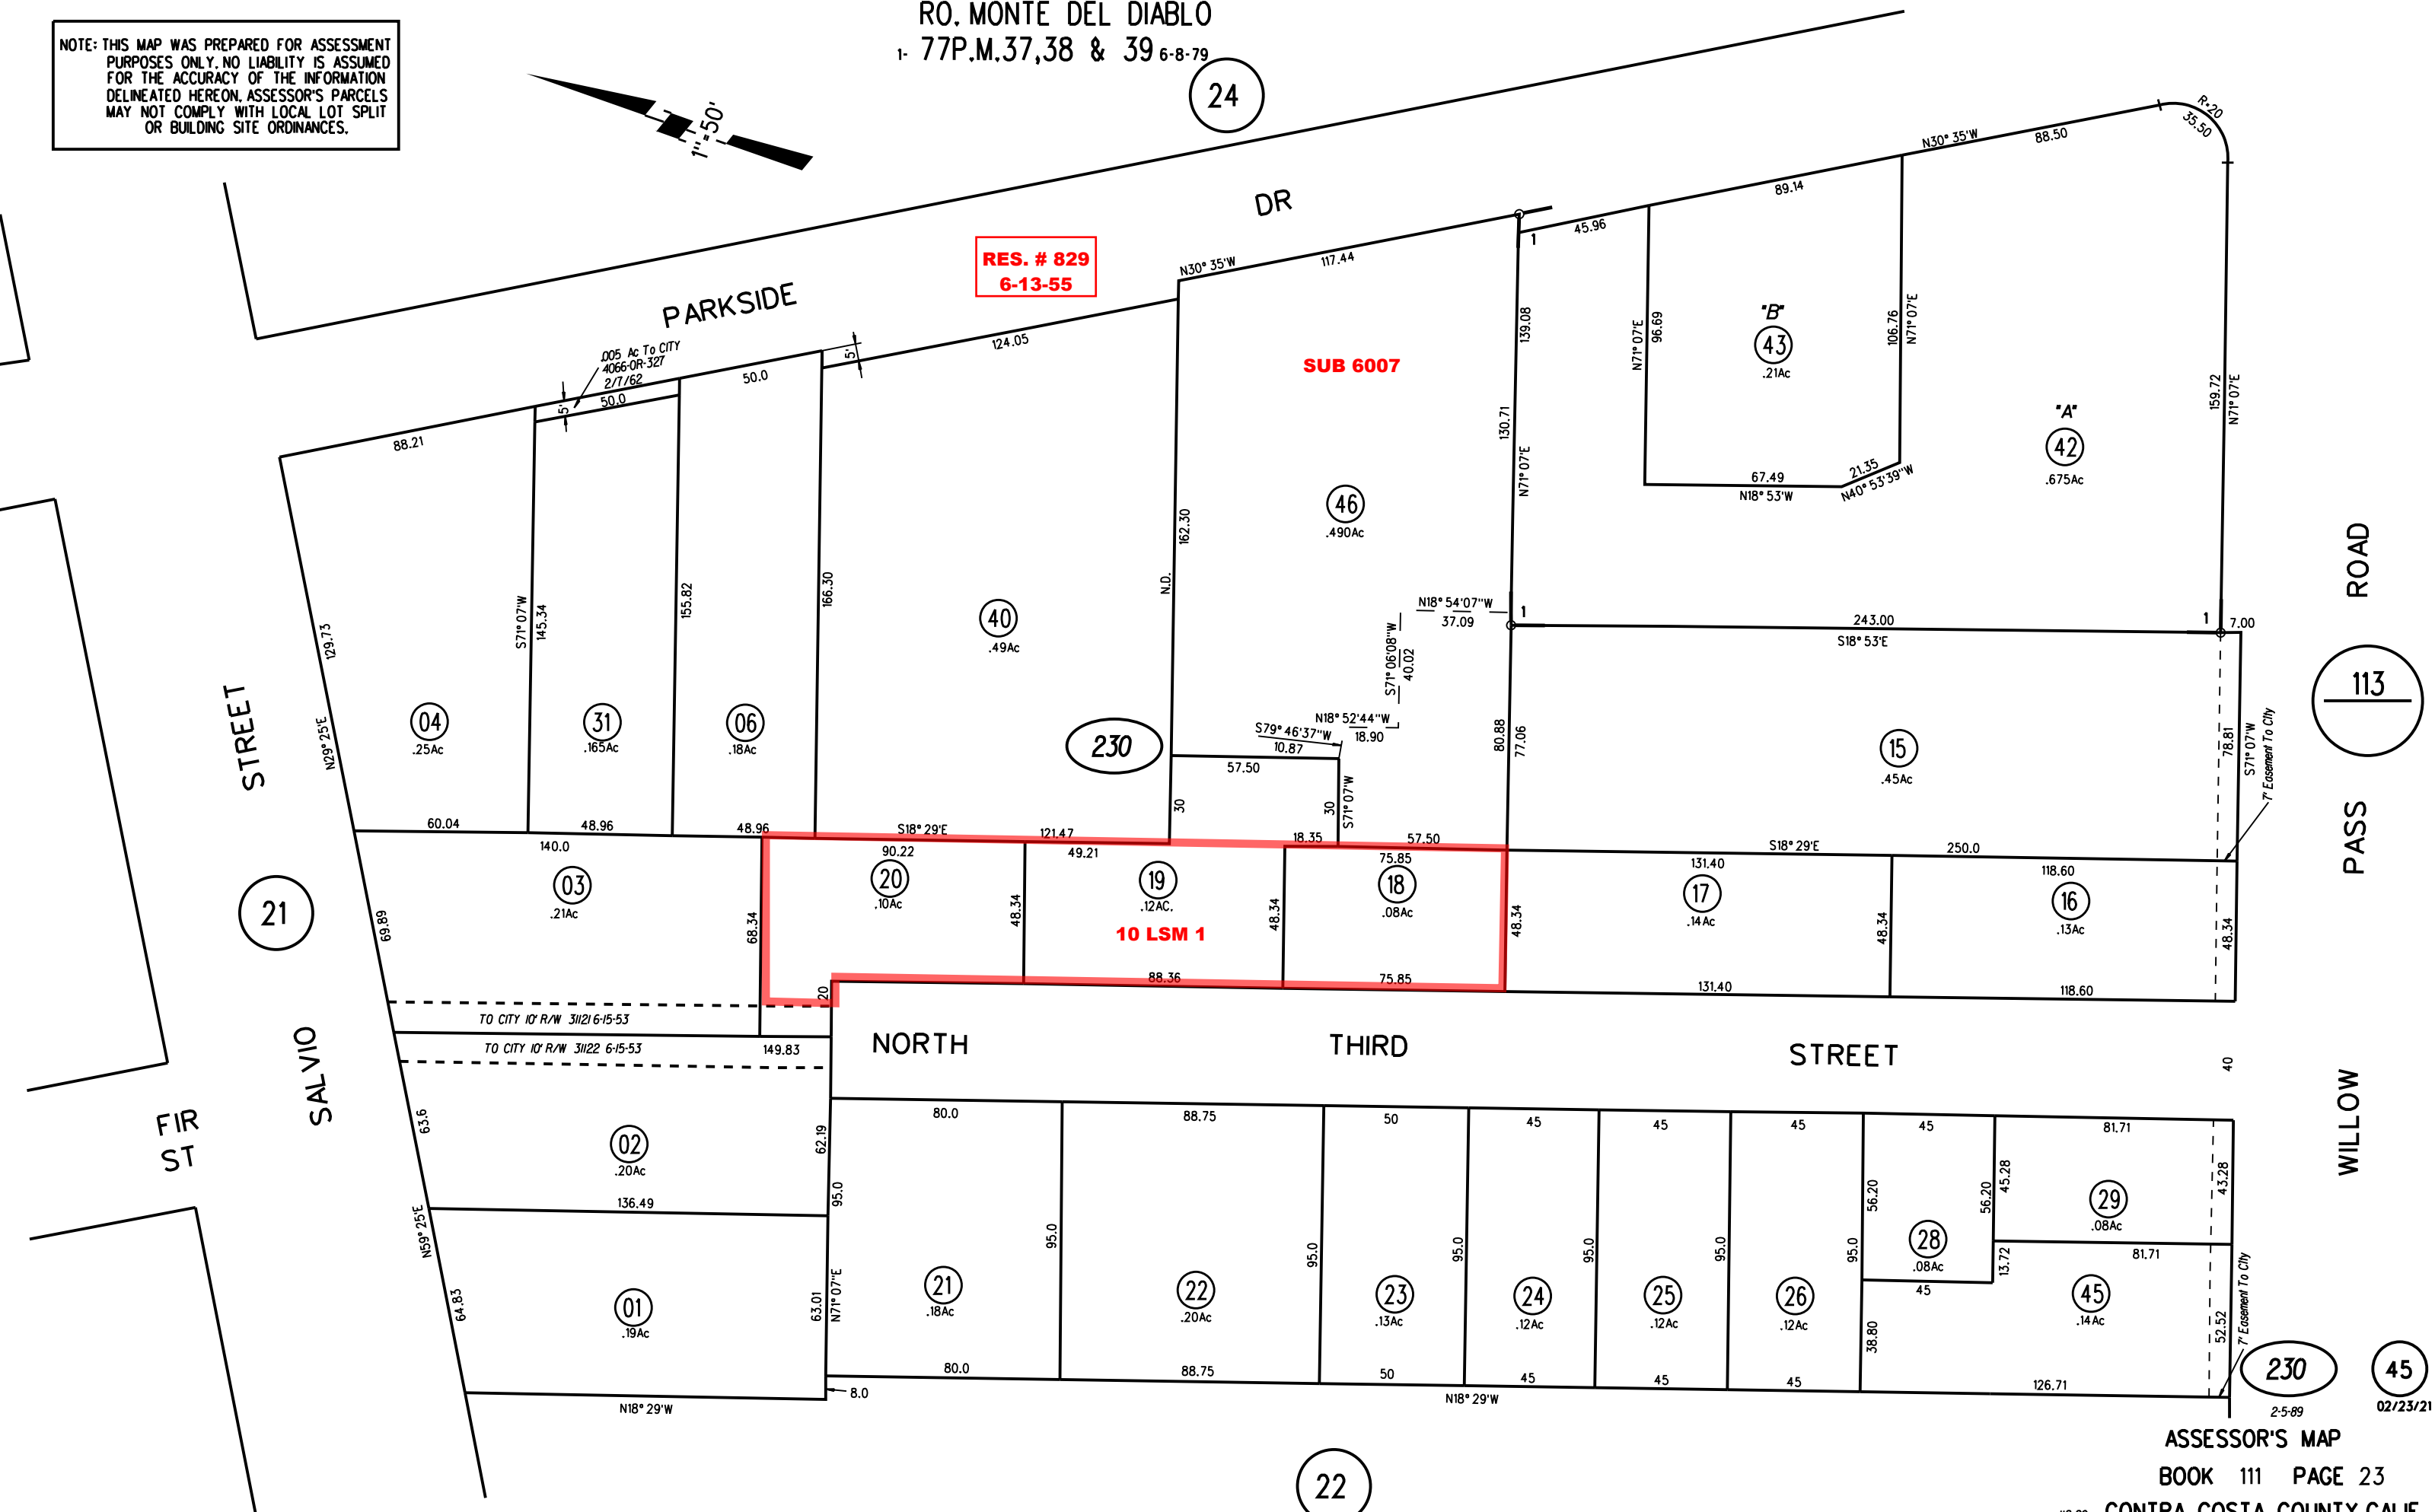 RO. MONTE DEL DIABLO
1- 77P.M.37,38 & 39 6-8-79
NOTE: THIS MAP WAS PREPARED FOR ASSESSMENT
PURPOSES ONLY. NO LIABILITY IS ASSUMED
FOR THE ACCURACY OF THE INFORMATION
DELINEATED HEREON. ASSESSOR'S PARCELS
MAY NOT COMPLY WITH LOCAL LOT SPLIT
OR BUILDING SITE ORDINANCES.
1"=50'
24
R=20
35.50
N30° 35'W
88.50
89.14
45.96
1
DR
PARKSIDE
RES. # 829
6-13-55
N30° 35'W
117.44
124.05
5'
.005 Ac To CITY
4066-OR-327
2/7/62
50.0
50.0
5'
88.21
SUB 6007
139.08
130.71
N71° 07'E
N71° 07'E
96.69
"B"
43
.21Ac
106.76
N71° 07'E
67.49
N18° 53'W
21.35
N40° 53'39"W
"A"
42
.675Ac
159.72
N71° 07'E
46
.490Ac
162.30
N.D.
40
.49Ac
166.30
155.82
S71° 07'W
145.34
129.73
N29° 25'E
04
.25Ac
31
.165Ac
06
.18Ac
230
N18° 54'07"W
37.09
S71° 06'08"W
40.02
N18° 52'44"W
18.90
S79° 46'37"W
10.87
57.50
30
30
S71° 07'W
80.88
77.06
1
243.00
S18° 53'E
1
7.00
15
.45Ac
78.81
S71° 07'W
7' Easement To City
ROAD
113
PASS
WILLOW
STREET
SALVIO
21
60.04
48.96
48.96
S18° 29'E
121.47
18.35
57.50
S18° 29'E
250.0
140.0
90.22
49.21
75.85
131.40
118.60
03
.21Ac
69.89
68.34
20
.10Ac
48.34
19
.12AC.
48.34
18
.08Ac
48.34
17
.14Ac
48.34
16
.13Ac
48.34
10 LSM 1
20
88.36
75.85
131.40
118.60
TO CITY 10' R/W 31121 6-15-53
TO CITY 10' R/W 31122 6-15-53
149.83
NORTH THIRD STREET
40
FIR
ST
63.6
02
.20Ac
62.19
136.49
N59° 25'E
64.83
01
.19Ac
63.01
N71° 07'E
95.0
N18° 29'W
8.0
80.0
88.75
50
45
45
45
45
81.71
21
.18Ac
95.0
22
.20Ac
95.0
23
.13Ac
95.0
24
.12Ac
95.0
25
.12Ac
95.0
26
.12Ac
95.0
56.20
28
.08Ac
56.20
45
45.28
13.72
29
.08Ac
43.28
81.71
45
.14Ac
38.80
52.52
7' Easement To City
80.0
88.75
50
45
45
45
126.71
N18° 29'W
22
230
2-5-89
45
02/23/21
ASSESSOR'S MAP
BOOK 111 PAGE 23
CONTRA COSTA COUNTY, CALIF.